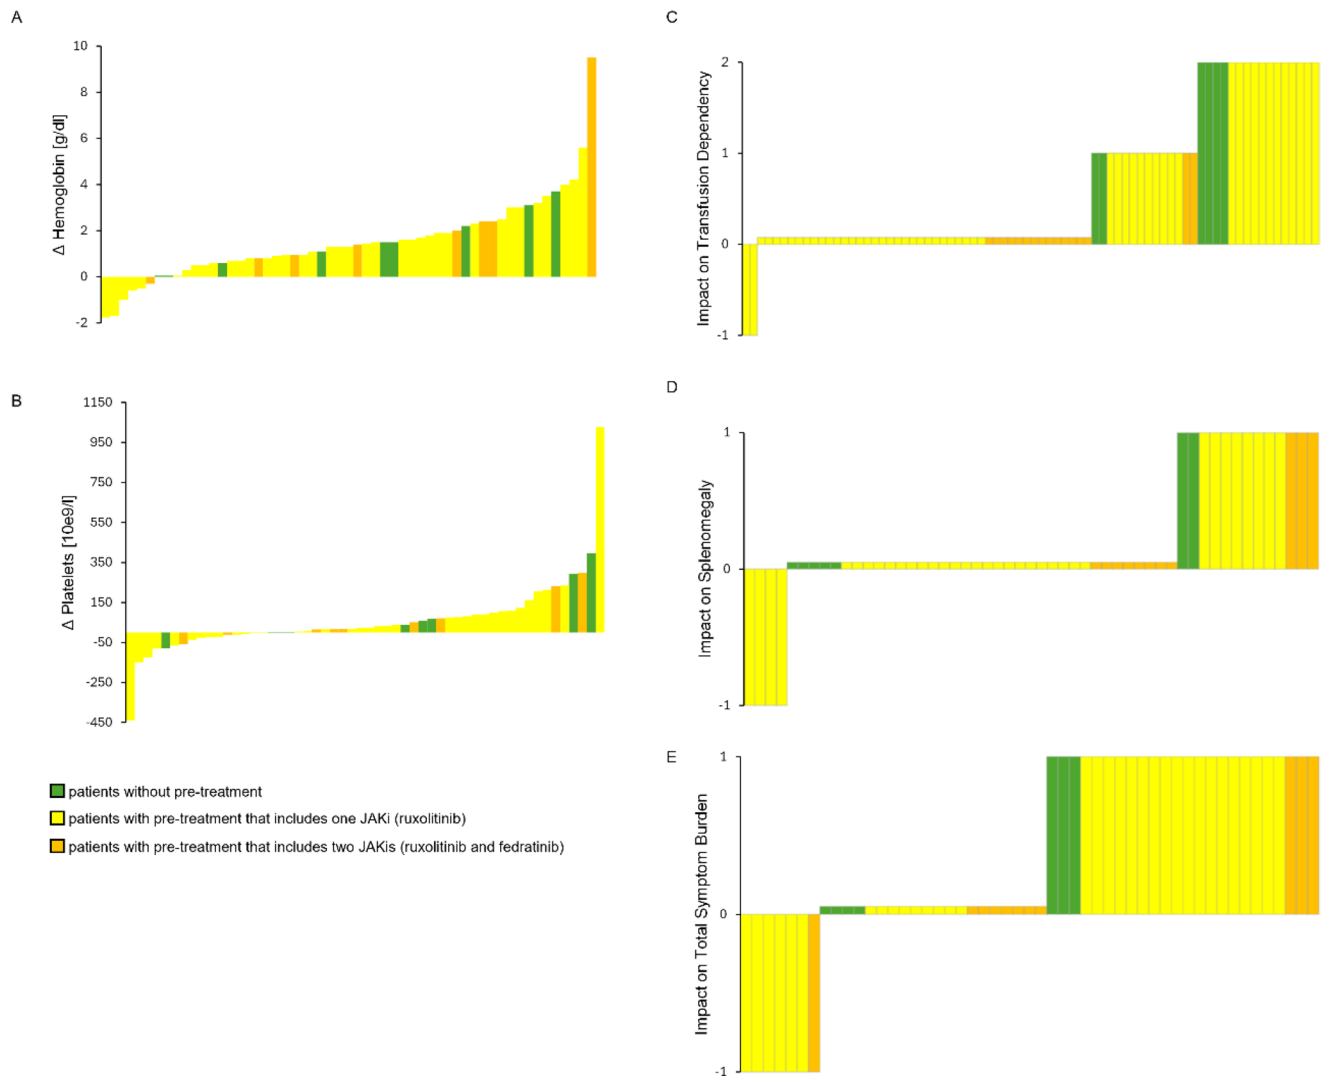 A
10
8
6
4
2
0
-2
Δ Hemoglobin [g/dl]
B
1150
950
750
550
350
150
-50
-250
-450
Δ Platelets [10e9/l]
patients without pre-treatment
patients with pre-treatment that includes one JAKi (ruxolitinib)
patients with pre-treatment that includes two JAKis (ruxolitinib and fedratinib)
C
2
1
0
-1
Impact on Transfusion Dependency
D
1
0
-1
Impact on Splenomegaly
E
1
0
-1
Impact on Total Symptom Burden